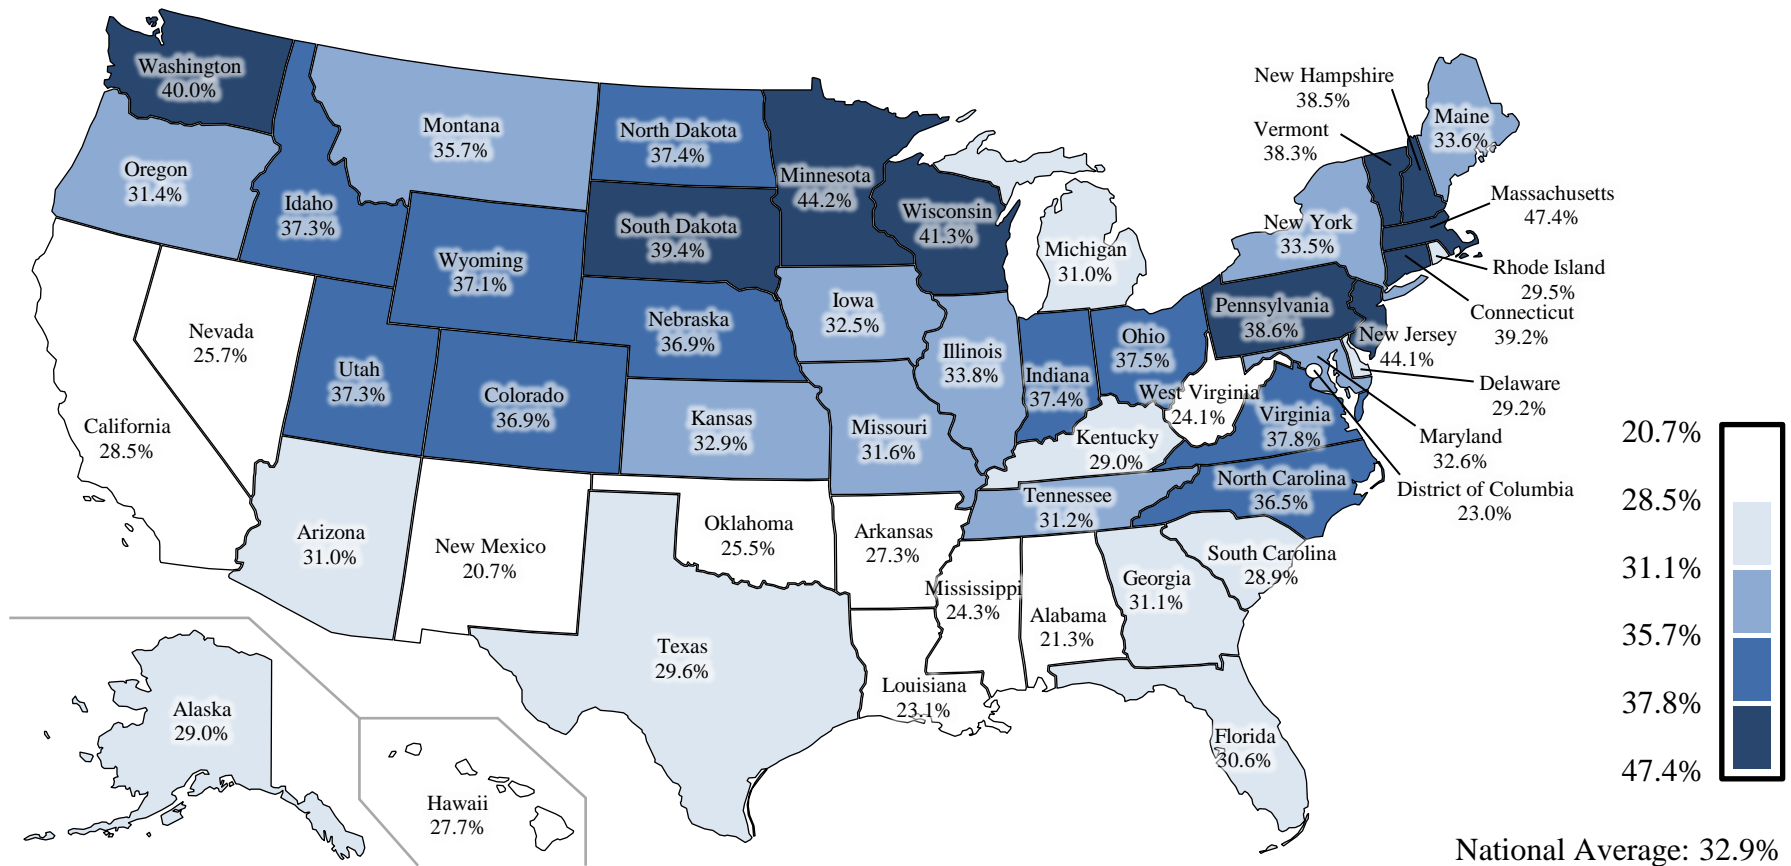 Washington
40.0%
Montana
35.7%
North Dakota
37.4%
Minnesota
44.2%
New Hampshire
38.5%
Vermont
38.3%
Maine
33.6%
Oregon
31.4%
Idaho
37.3%
Wyoming
37.1%
South Dakota
39.4%
Wisconsin
41.3%
Michigan
31.0%
New York
33.5%
Massachusetts
47.4%
Rhode Island
29.5%
Connecticut
39.2%
New Jersey
44.1%
Pennsylvania
38.6%
Nevada
25.7%
Utah
37.3%
Colorado
36.9%
Nebraska
36.9%
Iowa
32.5%
Illinois
33.8%
Indiana
37.4%
Ohio
37.5%
West Virginia
24.1%
Virginia
37.8%
Delaware
29.2%
Maryland
32.6%
District of Columbia
23.0%
California
28.5%
Kansas
32.9%
Missouri
31.6%
Kentucky
29.0%
Tennessee
31.2%
North Carolina
36.5%
Arizona
31.0%
New Mexico
20.7%
Oklahoma
25.5%
Arkansas
27.3%
Mississippi
24.3%
Alabama
21.3%
Georgia
31.1%
South Carolina
28.9%
Texas
29.6%
Louisiana
23.1%
Florida
30.6%
Alaska
29.0%
Hawaii
27.7%
20.7%
28.5%
31.1%
35.7%
37.8%
47.4%
National Average: 32.9%